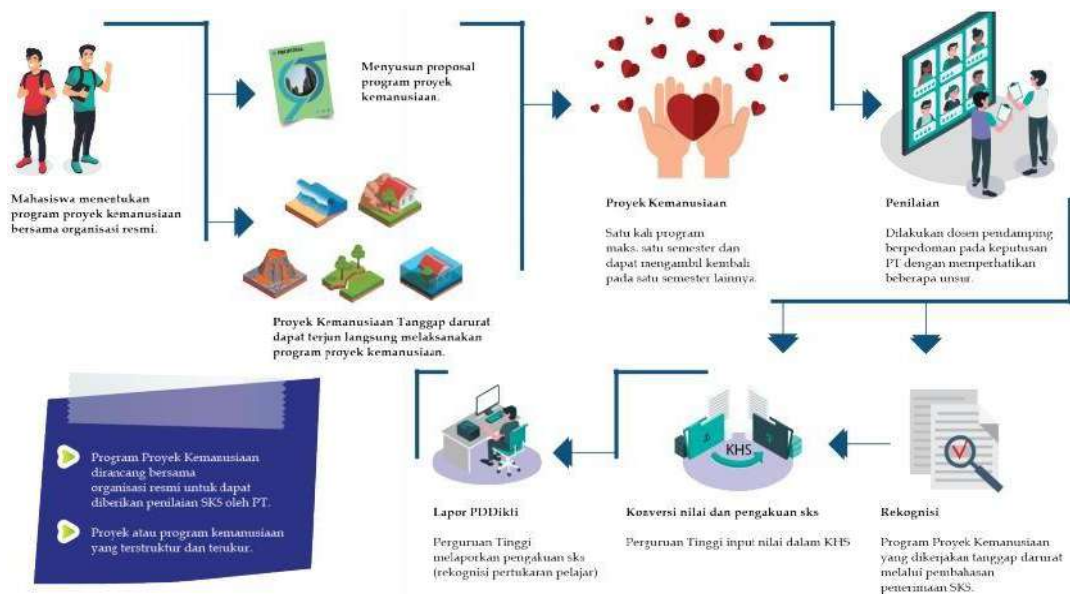 PROPOSAL
Menyusun proposal
program proyek
kemanusiaan.
Mahasiswa menentukan
program proyek kemanusiaan
bersama organisasi resmi.
Proyek Kemanusiaan Tanggap darurat
dapat terjun langsung melaksanakan
program proyek kemanusiaan.
Proyek Kemanusiaan
Satu kali program
maks. satu semester dan
dapat mengambil kembali
pada satu semester lainnya.
Penilaian
Dilakukan dosen pendamping
berpedoman pada keputusan
PT dengan memperhatikan
beberapa unsur.
Program Proyek Kemanusiaan
dirancang bersama
organisasi resmi untuk dapat
diberikan penilaian SKS oleh PT.
Proyek atau program kemanusiaan
yang terstruktur dan terukur.
Lapor PDDikti
Perguruan Tinggi
melaporkan pengakuan sks
(rekognisi pertukaran pelajar)
KHS
Konversi nilai dan pengakuan sks
Perguruan Tinggi input nilai dalam KHS
Rekognisi
Program Proyek Kemanusiaan
yang dikerjakan tanggap darurat
melalui pembahasan
penerimaan SKS.